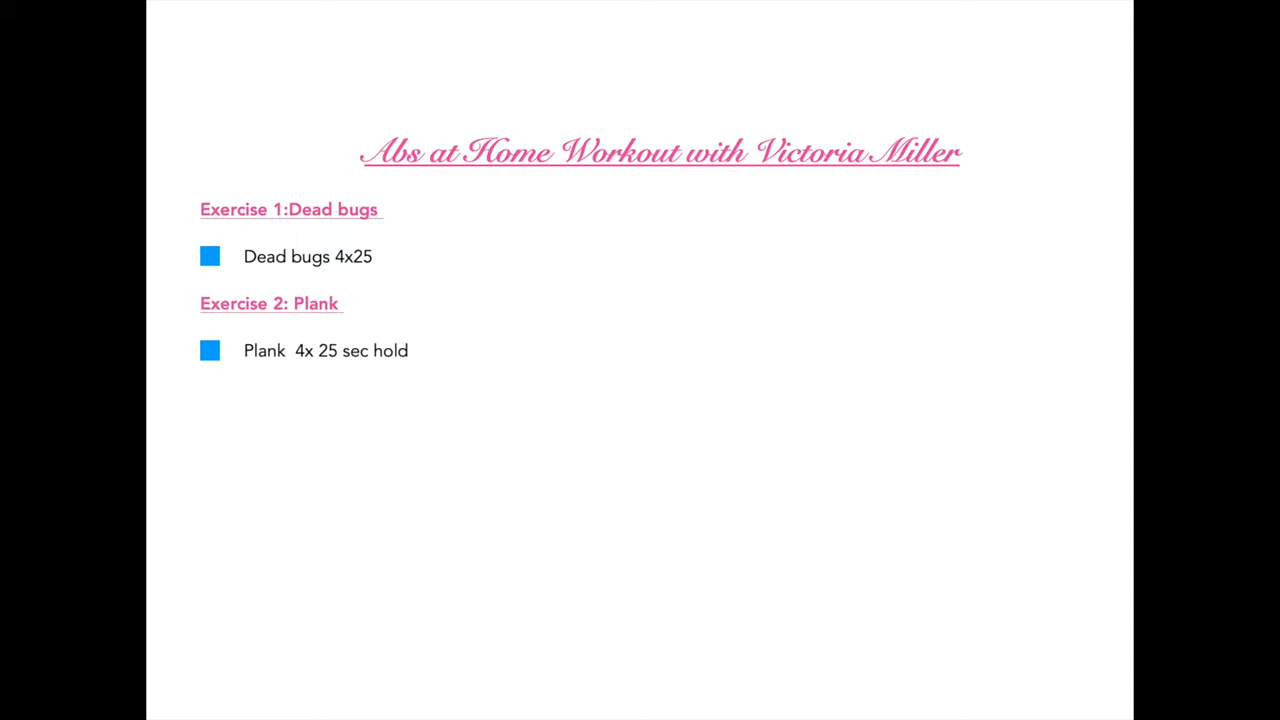 Abs at Home Workout with Victoria Miller
Exercise 1:Dead bugs
Dead bugs 4x25
Exercise 2: Plank
Plank  4x 25 sec hold